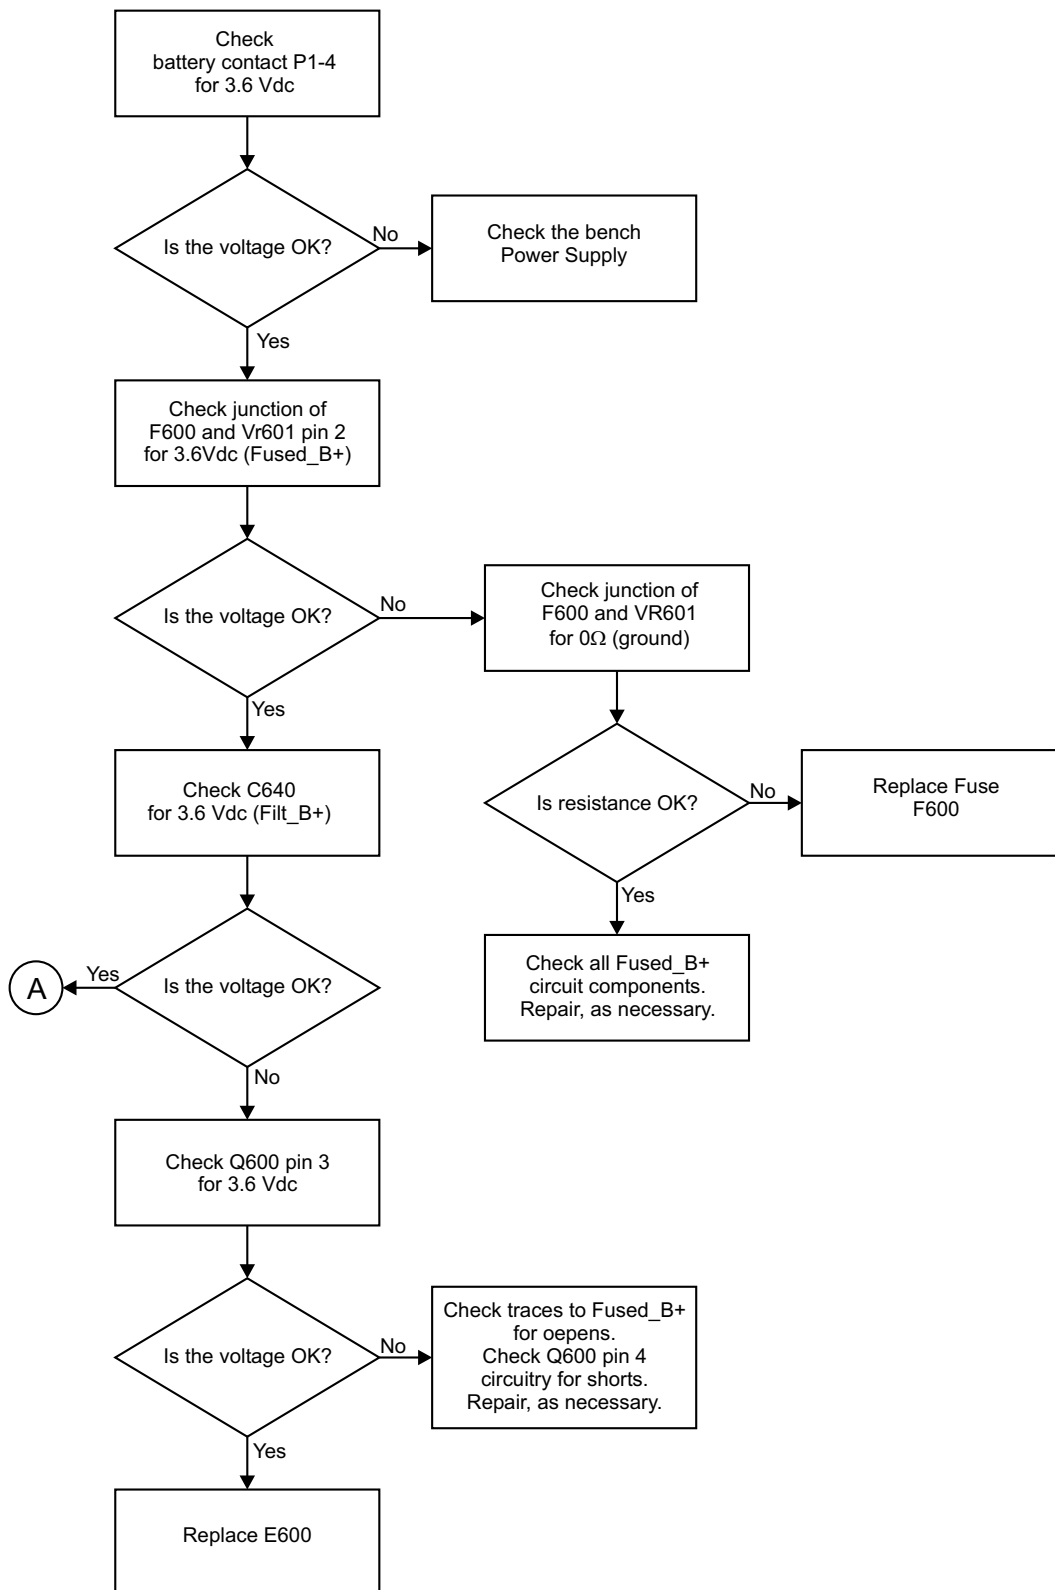 Check
battery contact P1-4
for 3.6 Vdc
Is the voltage OK?
No
Check the bench
Power Supply
Yes
Check junction of
F600 and Vr601 pin 2
for 3.6Vdc (Fused_B+)
Is the voltage OK?
No
Check junction of
F600 and VR601
for 0Ω (ground)
Yes
Check C640
for 3.6 Vdc (Filt_B+)
Is resistance OK?
No
Replace Fuse
F600
Yes
Check all Fused_B+
circuit components.
Repair, as necessary.
A
Yes
Is the voltage OK?
No
Check Q600 pin 3
for 3.6 Vdc
Is the voltage OK?
No
Check traces to Fused_B+
for oepens.
Check Q600 pin 4
circuitry for shorts.
Repair, as necessary.
Yes
Replace E600